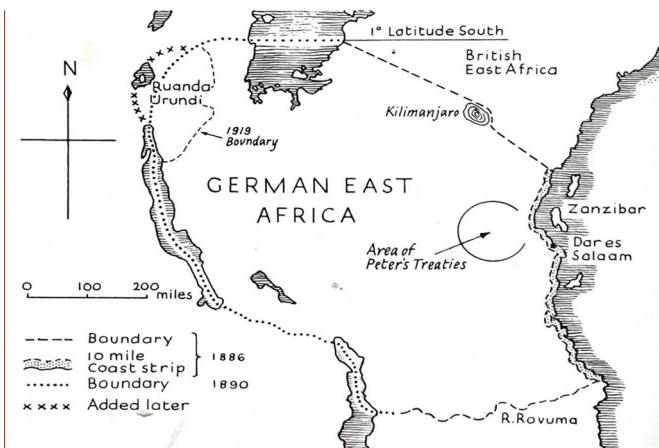 1° Latitude South
British
East Africa
N
Ruanda
Urundi
Kilimanjaro
1919
Boundary
GERMAN EAST
AFRICA
Zanzibar
Dar es
Salaam
Area of
Peter's Treaties
0 100 200 miles
Boundary
10 mile
Coast strip
1886
Boundary 1890
Added later
R. Rovuma